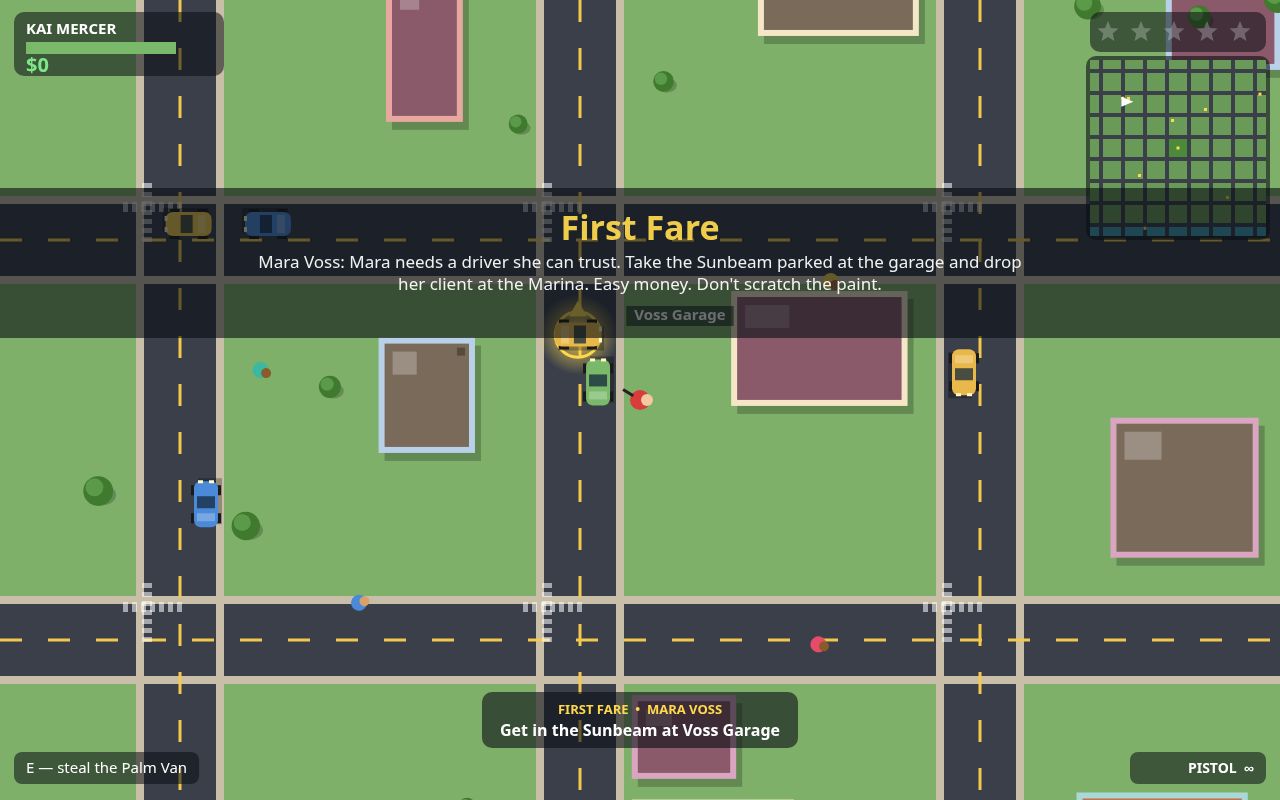 KAI MERCER
$0
First Fare
Mara Voss: Mara needs a driver she can trust. Take the Sunbeam parked at the garage and drop
her client at the Marina. Easy money. Don't scratch the paint.
Voss Garage
FIRST FARE • MARA VOSS
Get in the Sunbeam at Voss Garage
E — steal the Palm Van
PISTOL ∞